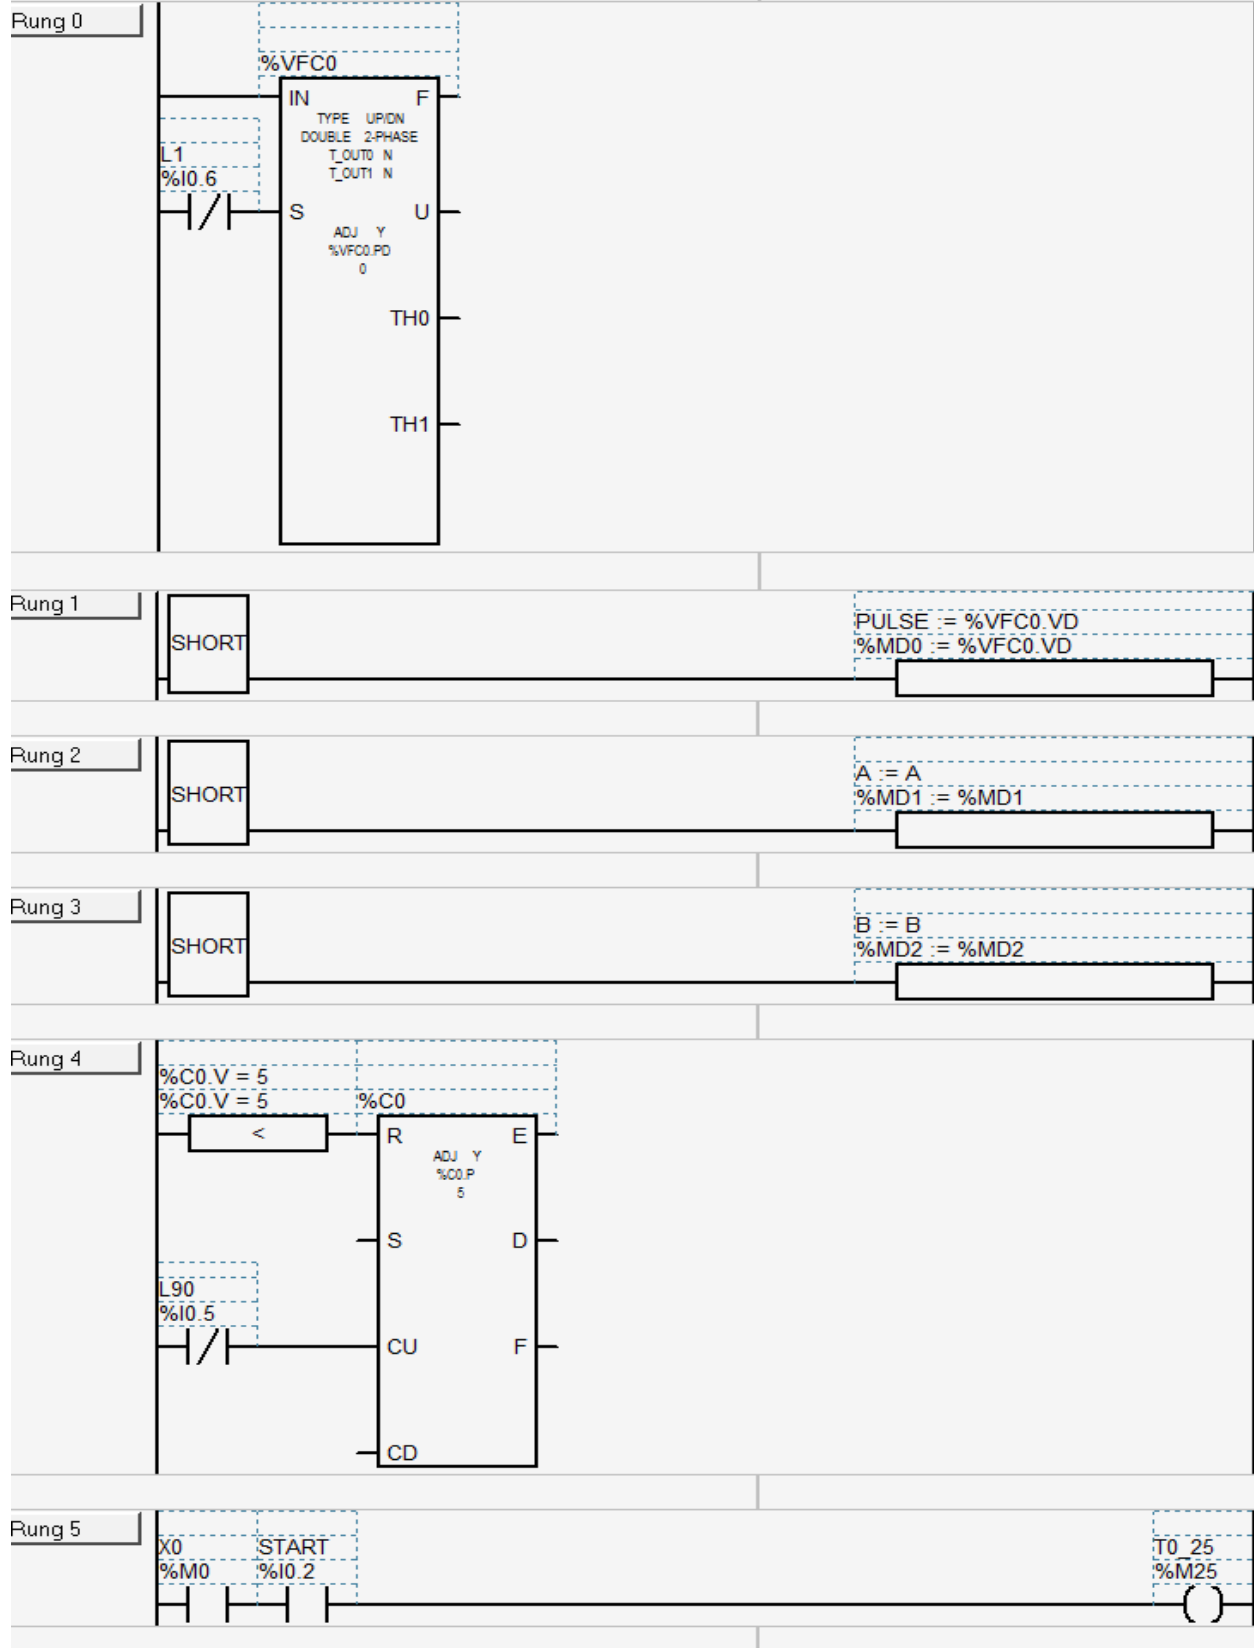 Rung 0
%VFC0
IN F
TYPE UP/DN
DOUBLE 2-PHASE
T_OUT0 N
T_OUT1 N
L1
%I0.6
S U
ADJ Y
%VFC0.PD
0
TH0
TH1
Rung 1
SHORT
PULSE := %VFC0.VD
%MD0 := %VFC0.VD
Rung 2
SHORT
A := A
%MD1 := %MD1
Rung 3
SHORT
B := B
%MD2 := %MD2
Rung 4
%C0.V = 5
%C0.V = 5 %C0
< R E
ADJ Y
%C0.P
5
S D
L90
%I0.5
CU F
CD
Rung 5
X0 START T0_25
%M0 %I0.2 %M25